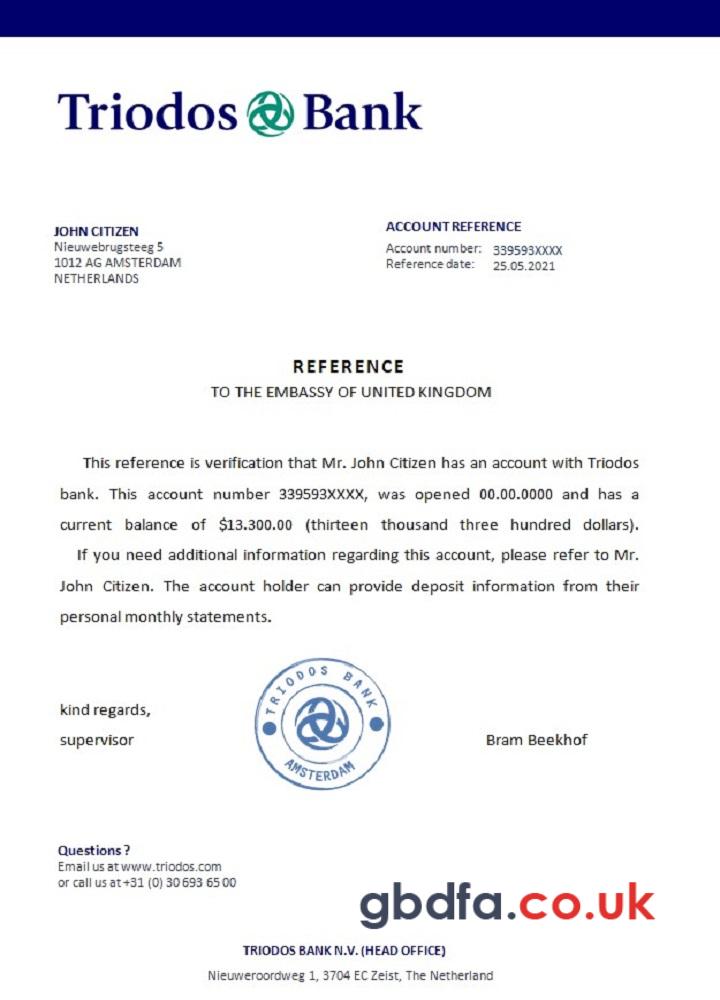 Triodos Bank
JOHN CITIZEN
Nieuwebrugsteeg 5
1012 AG AMSTERDAM
NETHERLANDS
ACCOUNT REFERENCE
Account number: 339593XXXX
Reference date: 25.05.2021
REFERENCE
TO THE EMBASSY OF UNITED KINGDOM
This reference is verification that Mr. John Citizen has an account with Triodos
bank. This account number 339593XXXX, was opened 00.00.0000 and has a
current balance of $13.300.00 (thirteen thousand three hundred dollars).
If you need additional information regarding this account, please refer to Mr.
John Citizen. The account holder can provide deposit information from their
personal monthly statements.
kind regards,
supervisor
TRIODOS BANK
AMSTERDAM
Bram Beekhof
Questions ?
Email us at www.triodos.com
or call us at +31 (0) 30 693 65 00
gbdfa.co.uk
TRIODOS BANK N.V. (HEAD OFFICE)
Nieuweroordweg 1, 3704 EC Zeist, The Netherland